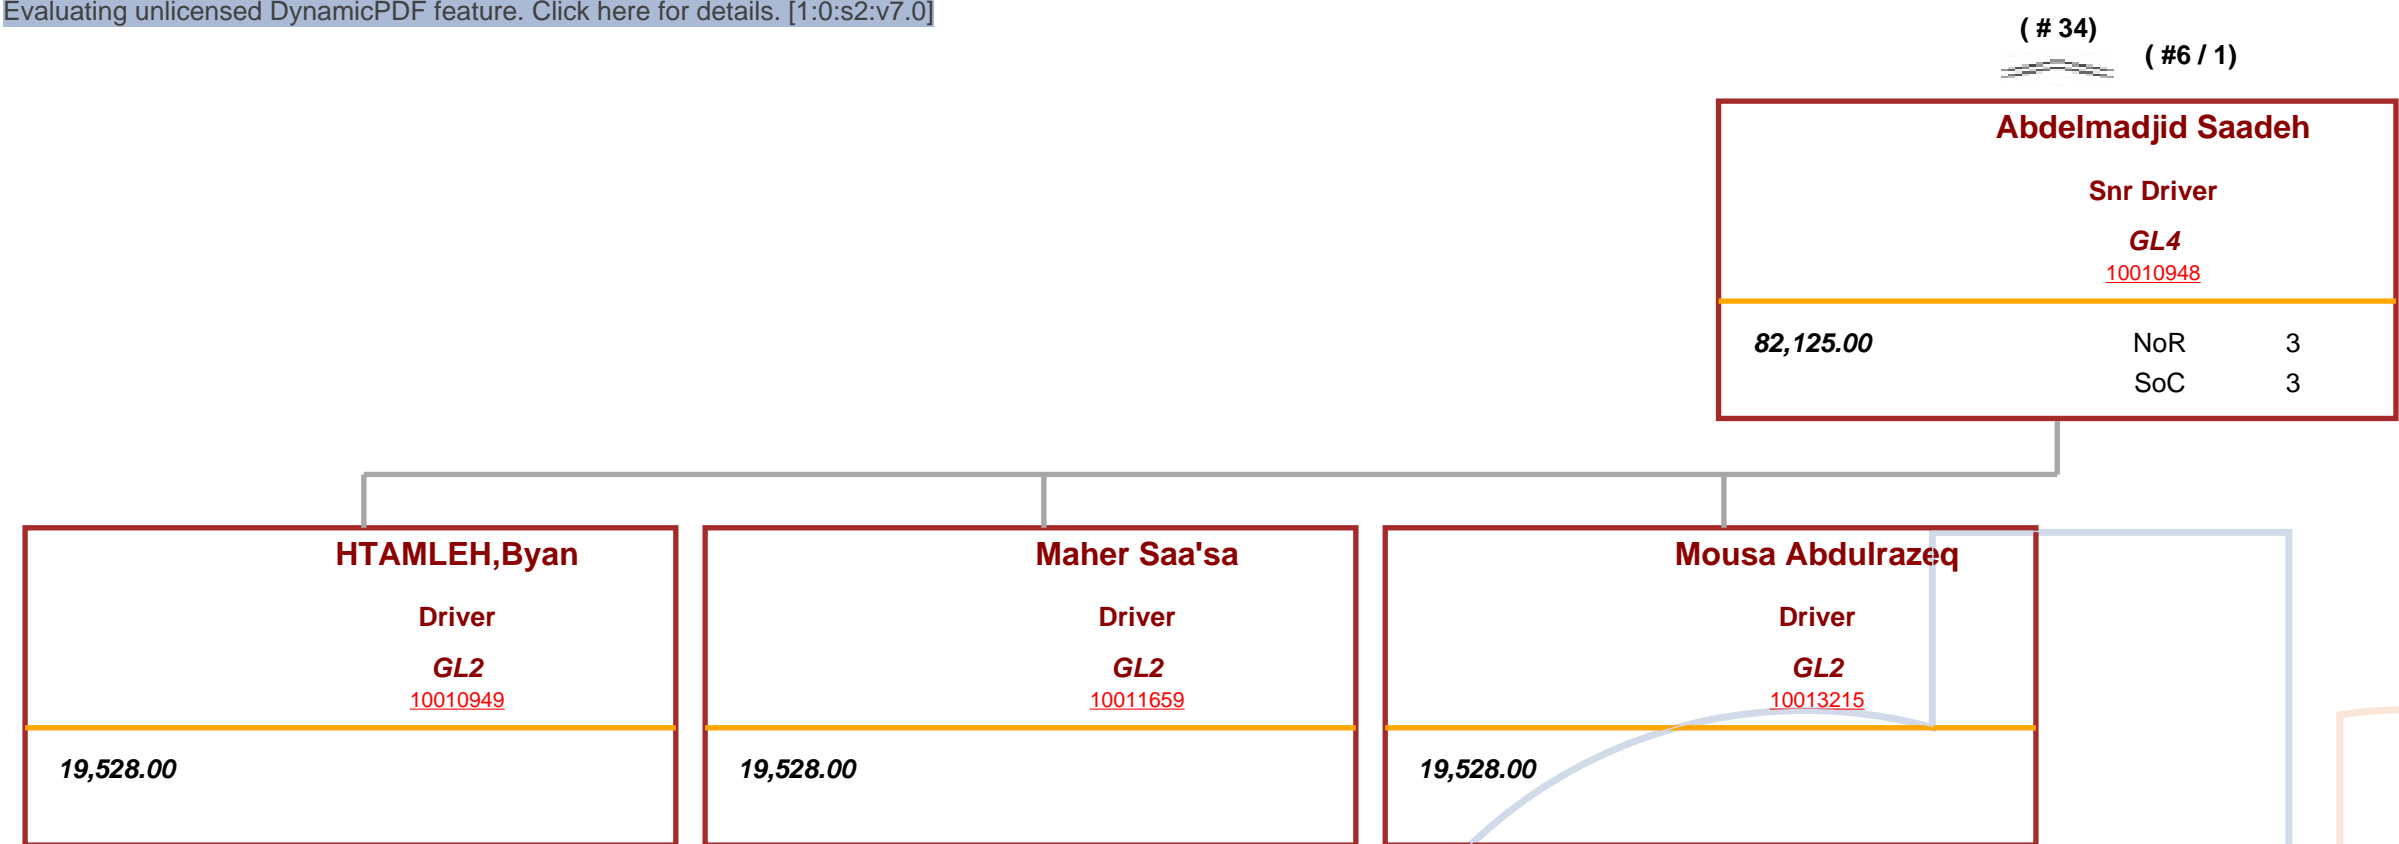 Evaluating unlicensed DynamicPDF feature. Click here for details. [1:0:s2:v7.0]
( # 34)
( #6 / 1)
Abdelmadjid Saadeh
Snr Driver
GL4
10010948
82,125.00 NoR 3
SoC 3
HTAMLEH,Byan
Driver
GL2
10010949
19,528.00
Maher Saa'sa
Driver
GL2
10011659
19,528.00
Mousa Abdulrazeq
Driver
GL2
10013215
19,528.00